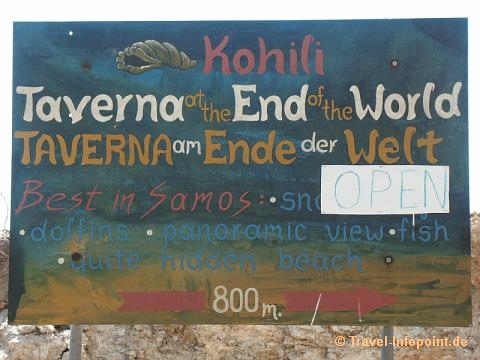 Kohili
Taverna at the End of the World
TAVERNA am Ende der Welt
Best in Samos: • sno
OPEN
• dolfins • panoramic view • fish
• quite hidden beach
800 m.
© Travel-Infopoint.de